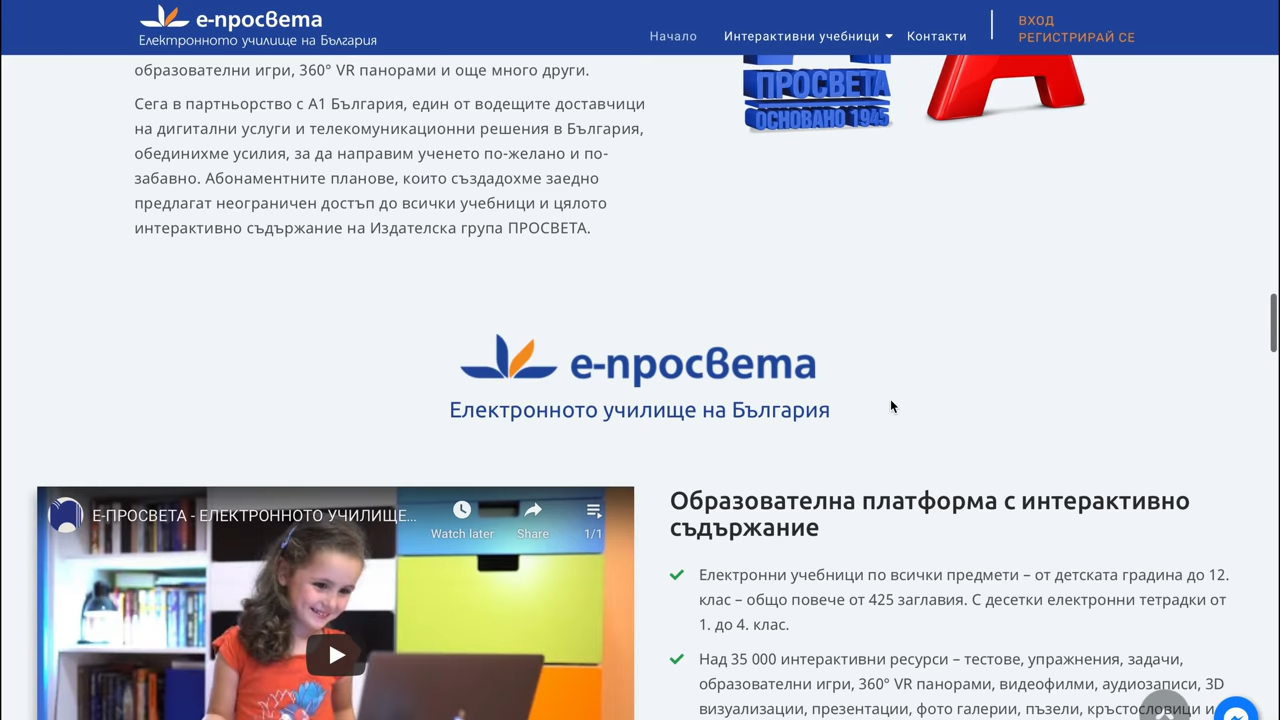 е-просвета
Електронното училище на България
Начало
Интерактивни учебници
Контакти
ВХОД
РЕГИСТРИРАЙ СЕ
образователни игри, 360° VR панорами и още много други.
Сега в партньорство с А1 България, един от водещите доставчици
на дигитални услуги и телекомуникационни решения в България,
обединихме усилия, за да направим ученето по-желано и по-
забавно. Абонаментните планове, които създадохме заедно
предлагат неограничен достъп до всички учебници и цялото
интерактивно съдържание на Издателска група ПРОСВЕТА.
ПРОСВЕТА
ОСНОВАНО 1945
е-просвета
Електронното училище на България
Е-ПРОСВЕТА - ЕЛЕКТРОННОТО УЧИЛИЩЕ...
Watch later
Share
1/1
Образователна платформа с интерактивно
съдържание
Електронни учебници по всички предмети – от детската градина до 12.
клас – общо повече от 425 заглавия. С десетки електронни тетрадки от
1. до 4. клас.
Над 35 000 интерактивни ресурси – тестове, упражнения, задачи,
образователни игри, 360° VR панорами, видеофилми, аудиозаписи, 3D
визуализации, презентации, фото галерии, пъзели, кръстословици и